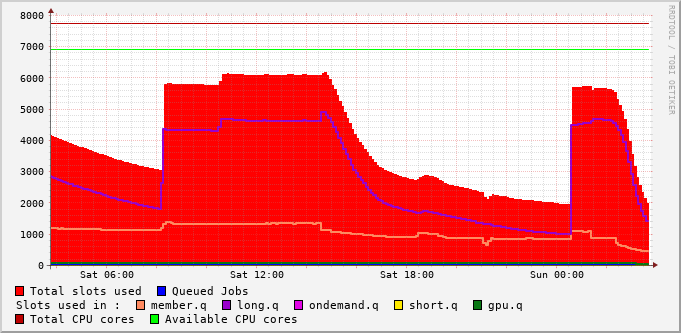 8000
7000
6000
5000
4000
3000
2000
1000
0
Sat 06:00 Sat 12:00 Sat 18:00 Sun 00:00
Total slots used Queued Jobs
Slots used in : member.q long.q ondemand.q short.q gpu.q
Total CPU cores Available CPU cores
RRDTOOL / TOBI OETIKER